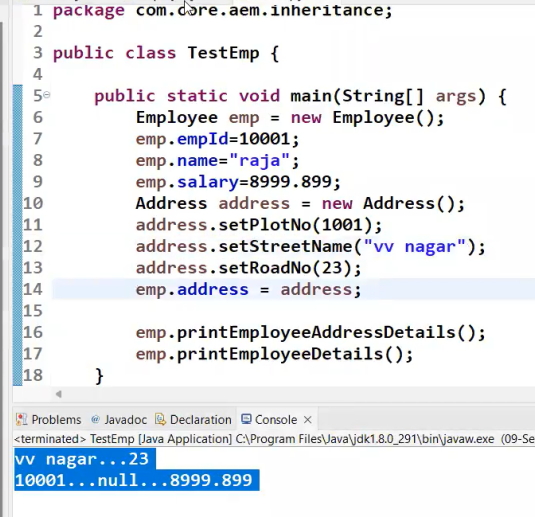 1 package com.core.aem.inheritance;
2
3 public class TestEmp {
4
5     public static void main(String[] args) {
6         Employee emp = new Employee();
7         emp.empId=10001;
8         emp.name="raja";
9         emp.salary=8999.899;
10         Address address = new Address();
11         address.setPlotNo(1001);
12         address.setStreetName("vv nagar");
13         address.setRoadNo(23);
14         emp.address = address;
15
16         emp.printEmployeeAddressDetails();
17         emp.printEmployeeDetails();
18     }
Problems @ Javadoc Declaration Console ×
<terminated> TestEmp [Java Application] C:\Program Files\Java\jdk1.8.0_291\bin\javaw.exe (09-Se
vv nagar...23
10001...null...8999.899